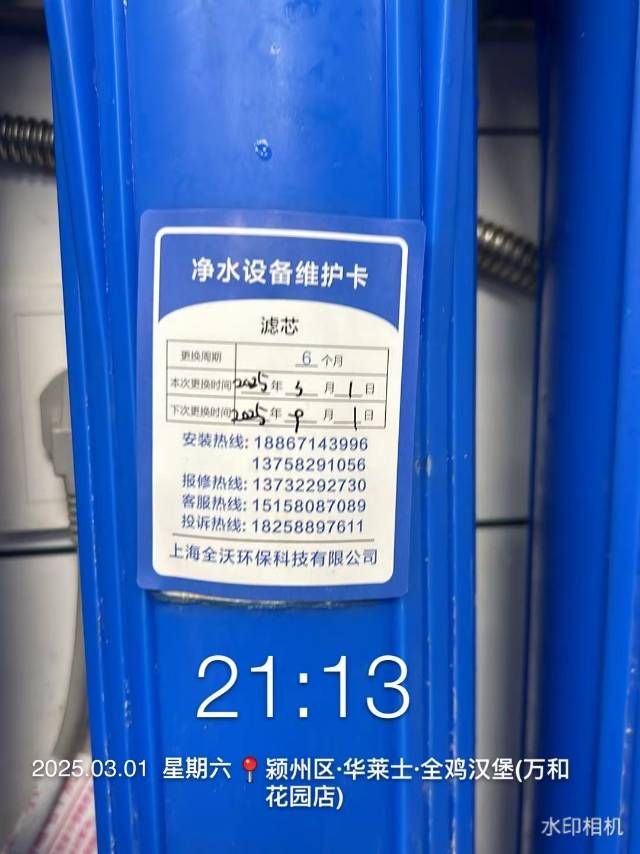 净水设备维护卡
滤芯
更换周期 6 个月
本次更换时间 2025 年 3 月 1 日
下次更换时间 2025 年 9 月 1 日
安装热线: 18867143996
13758291056
报修热线: 13732292730
客服热线: 15158087089
投诉热线: 18258897611
上海全沃环保科技有限公司
21:13
2025.03.01 星期六 颍州区·华莱士·全鸡汉堡(万和
花园店)
水印相机